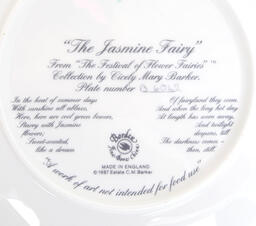 "The Jasmine Fairy"
From "The Festival of Flower Fairies" ™
Collection by Cicely Mary Barker.
Plate number
In the heat of summer days
With sunshine all ablaze,
Here, here are cool green bowers,
Starry with Jasmine
flowers;
Sweet-scented,
like a dream
Of fairyland they seem.
And when the long hot day
At length has worn away,
And twilight
deepens, till
The darkness comes –
then, still,
MADE IN ENGLAND
© 1987 Estate C.M. Barker
"a work of art not intended for food use"